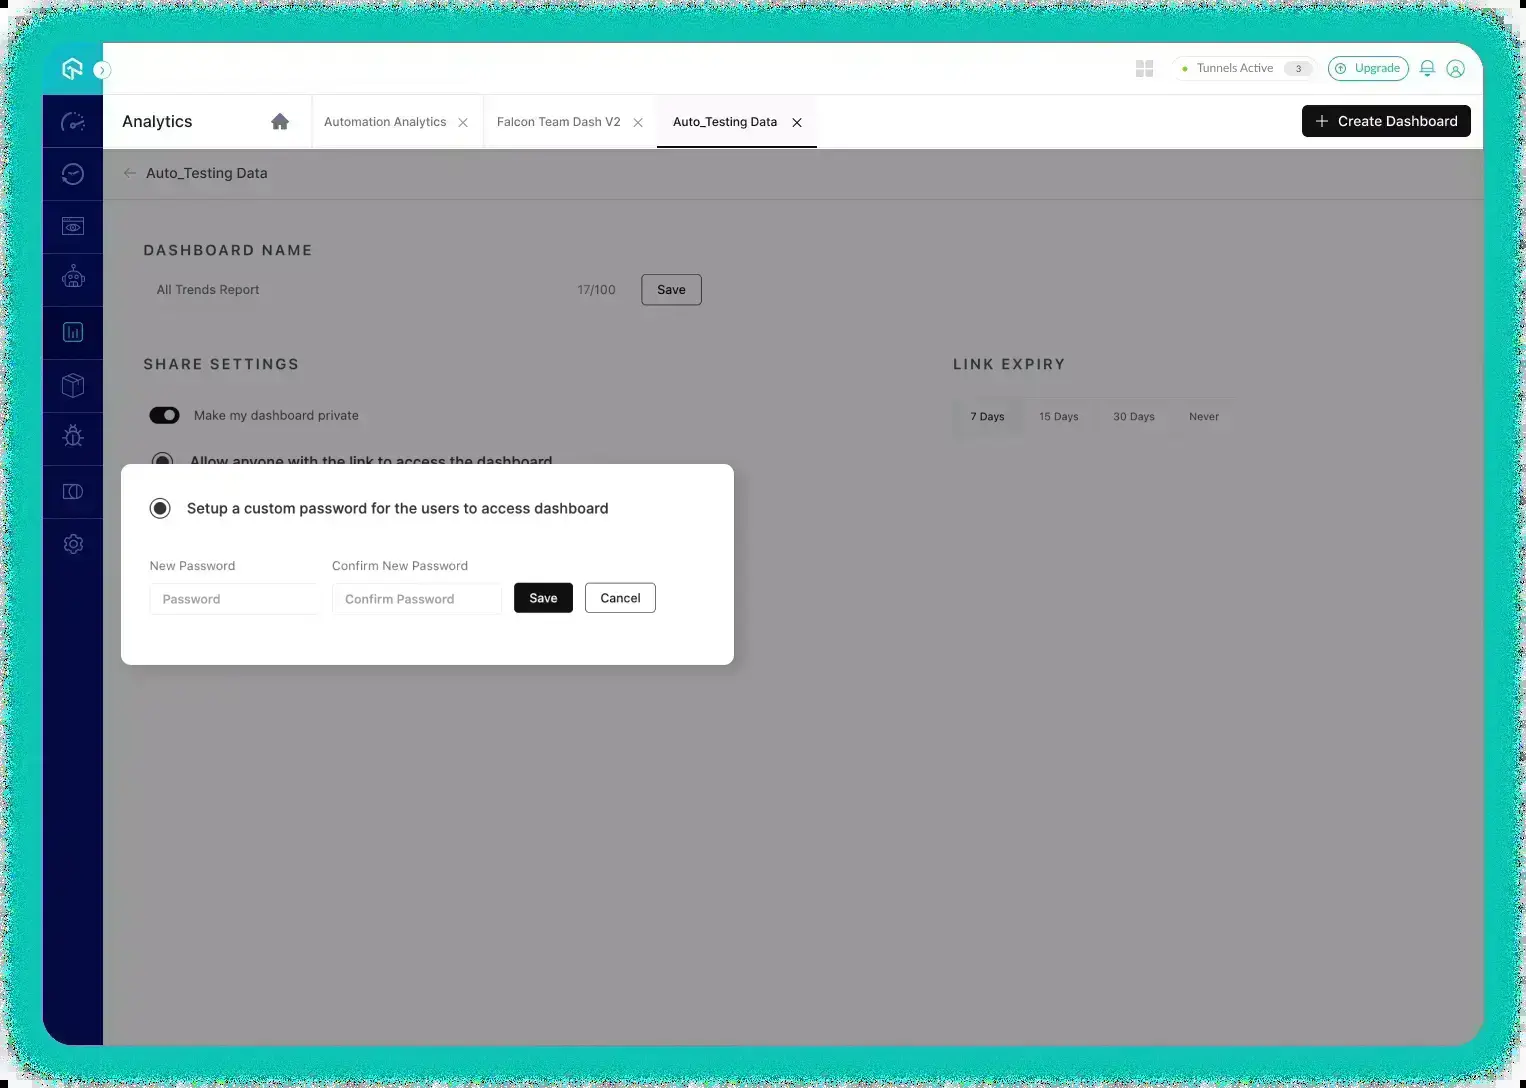 Tunnels Active 3 Upgrade
Analytics Automation Analytics Falcon Team Dash V2 Auto_Testing Data + Create Dashboard
← Auto_Testing Data
DASHBOARD NAME
All Trends Report 17/100 Save
SHARE SETTINGS
Make my dashboard private
Allow anyone with the link to access the dashboard
LINK EXPIRY
7 Days 15 Days 30 Days Never
Setup a custom password for the users to access dashboard
New Password Confirm New Password
Password Confirm Password Save Cancel